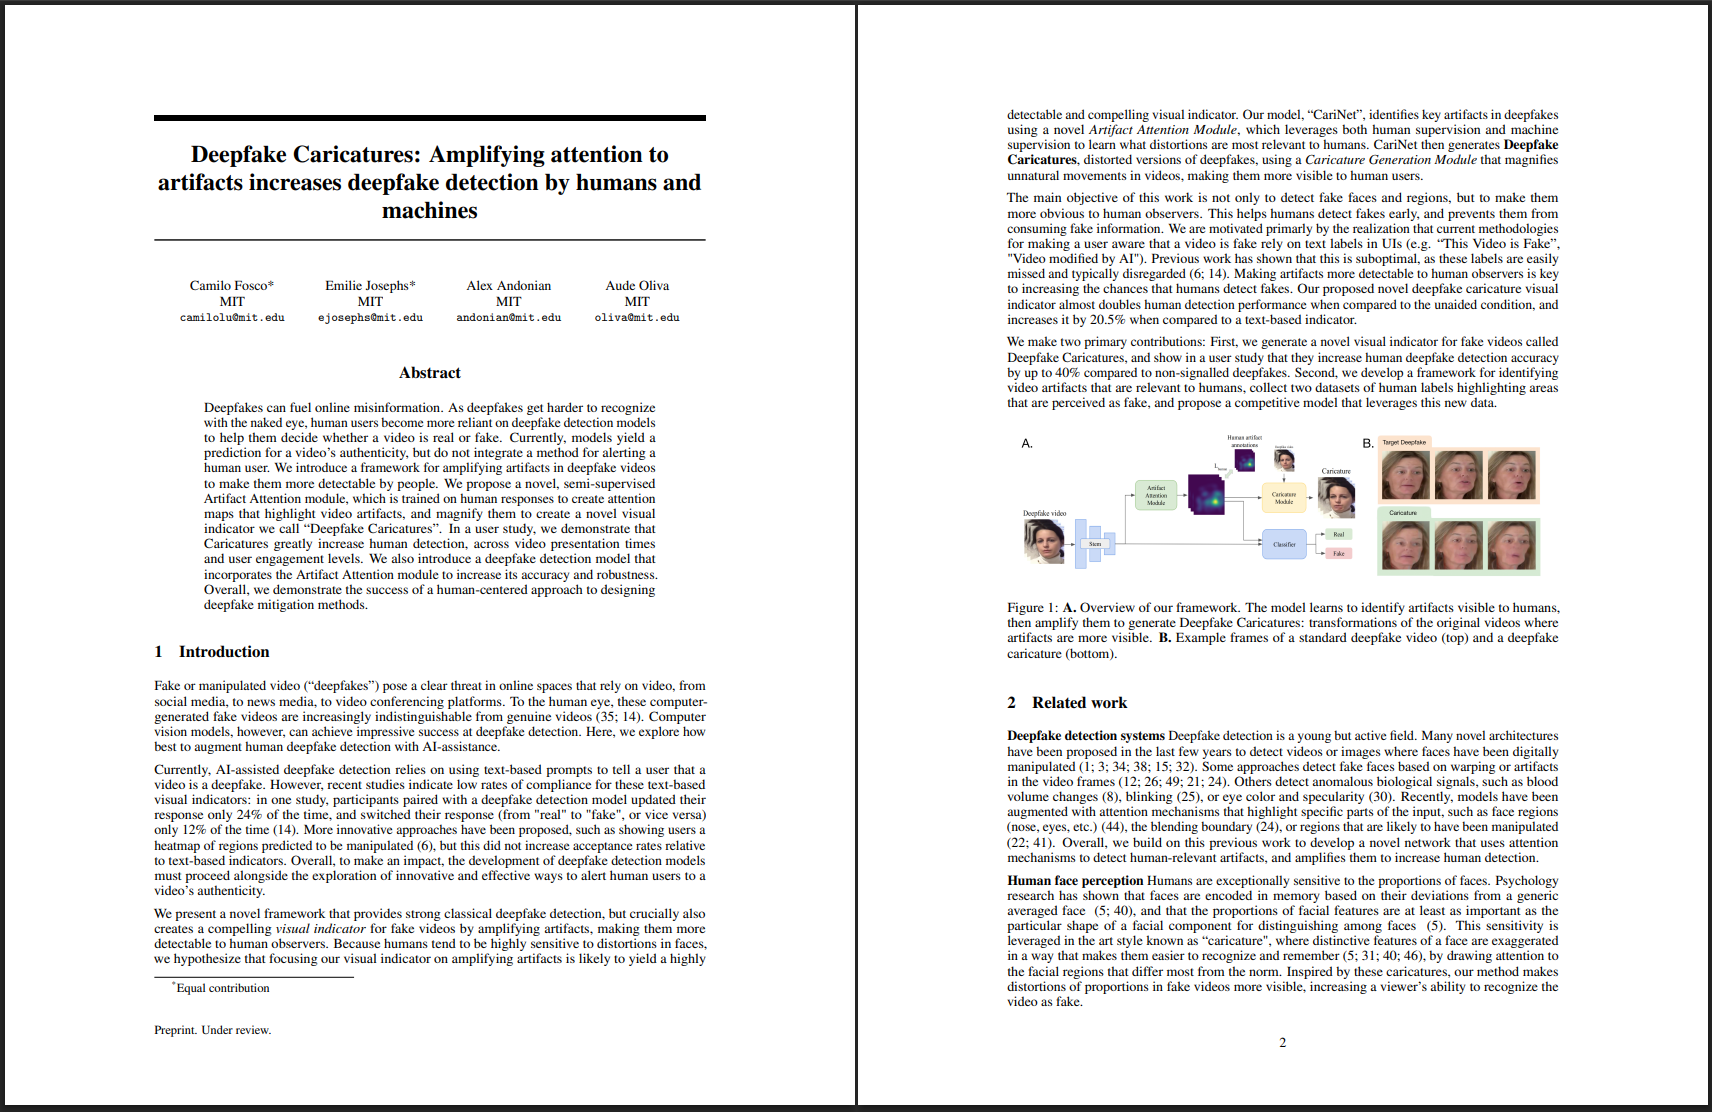 Deepfake Caricatures: Amplifying attention to
artifacts increases deepfake detection by humans and
machines
Camilo Fosco*
MIT
camilolu@mit.edu
Emilie Josephs*
MIT
ejosephs@mit.edu
Alex Andonian
MIT
andonian@mit.edu
Aude Oliva
MIT
oliva@mit.edu
Abstract
Deepfakes can fuel online misinformation. As deepfakes get harder to recognize
with the naked eye, human users become more reliant on deepfake detection models
to help them decide whether a video is real or fake. Currently, models yield a
prediction for a video's authenticity, but do not integrate a method for alerting a
human user. We introduce a framework for amplifying artifacts in deepfake videos
to make them more detectable by people. We propose a novel, semi-supervised
Artifact Attention module, which is trained on human responses to create attention
maps that highlight video artifacts, and magnify them to create a novel visual
indicator we call “Deepfake Caricatures”. In a user study, we demonstrate that
Caricatures greatly increase human detection, across video presentation times
and user engagement levels. We also introduce a deepfake detection model that
incorporates the Artifact Attention module to increase its accuracy and robustness.
Overall, we demonstrate the success of a human-centered approach to designing
deepfake mitigation methods.
1 Introduction
Fake or manipulated video (“deepfakes”) pose a clear threat in online spaces that rely on video, from
social media, to news media, to video conferencing platforms. To the human eye, these computer-
generated fake videos are increasingly indistinguishable from genuine videos (35; 14). Computer
vision models, however, can achieve impressive success at deepfake detection. Here, we explore how
best to augment human deepfake detection with AI-assistance.
Currently, AI-assisted deepfake detection relies on using text-based prompts to tell a user that a
video is a deepfake. However, recent studies indicate low rates of compliance for these text-based
visual indicators: in one study, participants paired with a deepfake detection model updated their
response only 24% of the time, and switched their response (from "real" to "fake", or vice versa)
only 12% of the time (14). More innovative approaches have been proposed, such as showing users a
heatmap of regions predicted to be manipulated (6), but this did not increase acceptance rates relative
to text-based indicators. Overall, to make an impact, the development of deepfake detection models
must proceed alongside the exploration of innovative and effective ways to alert human users to a
video's authenticity.
We present a novel framework that provides strong classical deepfake detection, but crucially also
creates a compelling visual indicator for fake videos by amplifying artifacts, making them more
detectable to human observers. Because humans tend to be highly sensitive to distortions in faces,
we hypothesize that focusing our visual indicator on amplifying artifacts is likely to yield a highly
*Equal contribution
Preprint. Under review.
detectable and compelling visual indicator. Our model, “CariNet”, identifies key artifacts in deepfakes
using a novel Artifact Attention Module, which leverages both human supervision and machine
supervision to learn what distortions are most relevant to humans. CariNet then generates Deepfake
Caricatures, distorted versions of deepfakes, using a Caricature Generation Module that magnifies
unnatural movements in videos, making them more visible to human users.
The main objective of this work is not only to detect fake faces and regions, but to make them
more obvious to human observers. This helps humans detect fakes early, and prevents them from
consuming fake information. We are motivated primarily by the realization that current methodologies
for making a user aware that a video is fake rely on text labels in UIs (e.g. “This Video is Fake”,
"Video modified by AI"). Previous work has shown that this is suboptimal, as these labels are easily
missed and typically disregarded (6; 14). Making artifacts more detectable to human observers is key
to increasing the chances that humans detect fakes. Our proposed novel deepfake caricature visual
indicator almost doubles human detection performance when compared to the unaided condition, and
increases it by 20.5% when compared to a text-based indicator.
We make two primary contributions: First, we generate a novel visual indicator for fake videos called
Deepfake Caricatures, and show in a user study that they increase human deepfake detection accuracy
by up to 40% compared to non-signalled deepfakes. Second, we develop a framework for identifying
video artifacts that are relevant to humans, collect two datasets of human labels highlighting areas
that are perceived as fake, and propose a competitive model that leverages this new data.
A.
Deepfake video
Stem
Artifact
Attention
Module
Human artifact
annotations
Caricature
Module
Caricature
Classifier
Real
Fake
B.
Target Deepfake
Caricature
Figure 1: A. Overview of our framework. The model learns to identify artifacts visible to humans,
then amplify them to generate Deepfake Caricatures: transformations of the original videos where
artifacts are more visible. B. Example frames of a standard deepfake video (top) and a deepfake
caricature (bottom).
2 Related work
Deepfake detection systems Deepfake detection is a young but active field. Many novel architectures
have been proposed in the last few years to detect videos or images where faces have been digitally
manipulated (1; 3; 34; 38; 15; 32). Some approaches detect fake faces based on warping or artifacts
in the video frames (12; 26; 49; 21; 24). Others detect anomalous biological signals, such as blood
volume changes (8), blinking (25), or eye color and specularity (30). Recently, models have been
augmented with attention mechanisms that highlight specific parts of the input, such as face regions
(nose, eyes, etc.) (44), the blending boundary (24), or regions that are likely to have been manipulated
(22; 41). Overall, we build on this previous work to develop a novel network that uses attention
mechanisms to detect human-relevant artifacts, and amplifies them to increase human detection.
Human face perception Humans are exceptionally sensitive to the proportions of faces. Psychology
research has shown that faces are encoded in memory based on their deviations from a generic
averaged face (5; 40), and that the proportions of facial features are at least as important as the
particular shape of a facial component for distinguishing among faces (5). This sensitivity is
leveraged in the art style known as “caricature", where distinctive features of a face are exaggerated
in a way that makes them easier to recognize and remember (5; 31; 40; 46), by drawing attention to
the facial regions that differ most from the norm. Inspired by these caricatures, our method makes
distortions of proportions in fake videos more visible, increasing a viewer's ability to recognize the
video as fake.
2